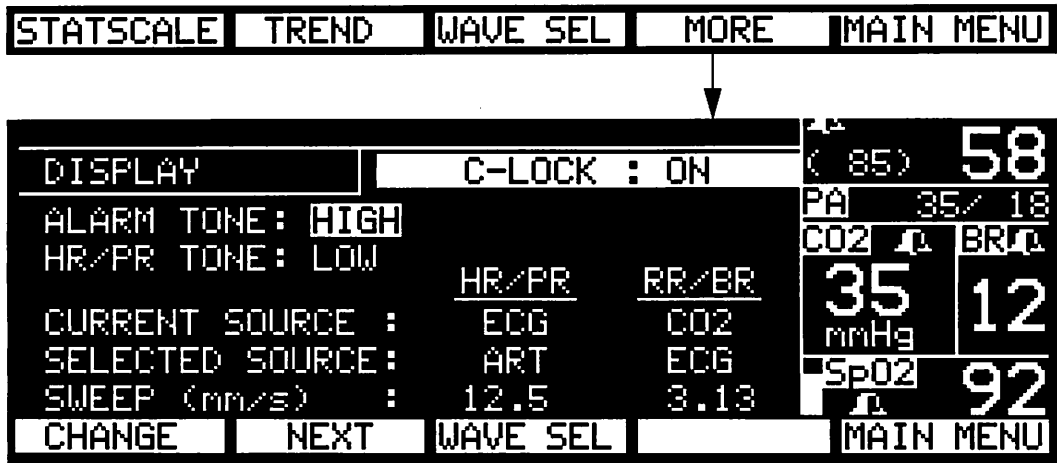 STATSCALE TREND WAVE SEL MORE MAIN MENU
DISPLAY C-LOCK : ON
ALARM TONE: HIGH
HR/PR TONE: LOW
HR/PR RR/BR
CURRENT SOURCE : ECG CO2
SELECTED SOURCE: ART ECG
SWEEP (mm/s) : 12.5 3.13
( 85) 58
PA 35/ 18
CO2 BR
35 12
mmHg
SpO2 92
CHANGE NEXT WAVE SEL MAIN MENU